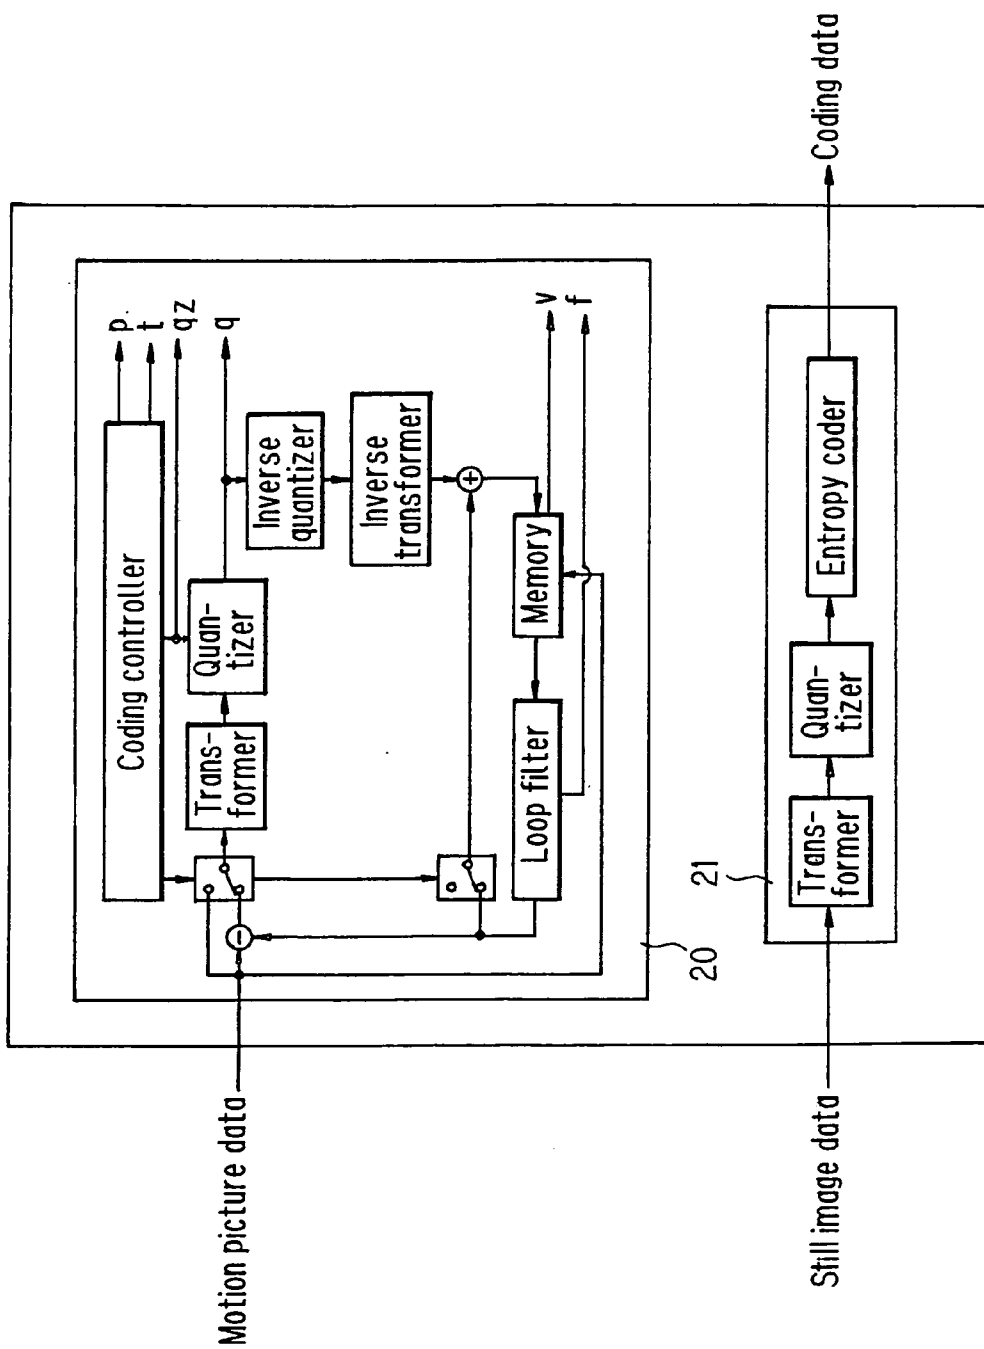 Motion picture data
Coding controller
p
t
qz
q
Trans-
former
Quan-
tizer
Inverse
quantizer
Inverse
transformer
−
+
Memory
Loop filter
v
f
20
Still image data
21
Trans-
former
Quan-
tizer
Entropy coder
Coding data